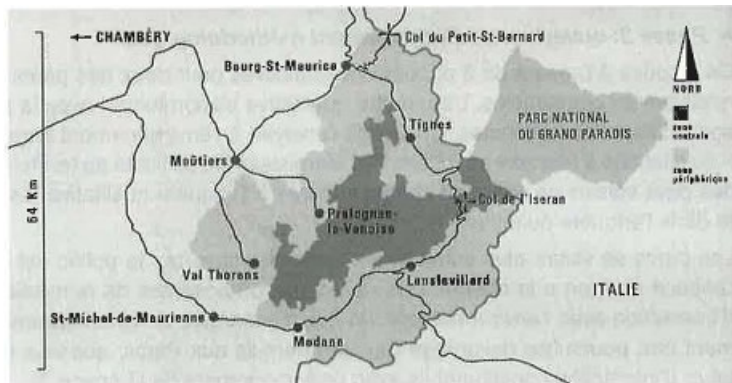 CHAMBÉRY
Col du Petit-St-Bernard
Bourg-St-Maurice
NORD
PARC NATIONAL
DU GRAND PARADIS
zone
centrale
zone
périphérique
Tignes
Moûtiers
64 Km
Col de l'Iseran
Pralognan-
la-Vanoise
Val Thorens
Lanslevillard
ITALIE
St-Michel-de-Maurienne
Modane